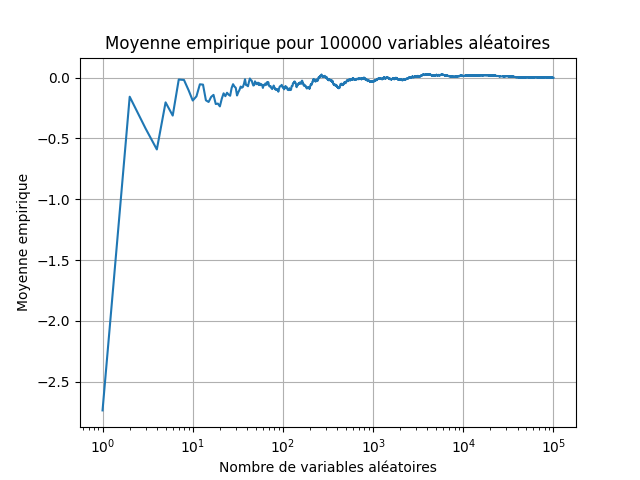 Moyenne empirique pour 100000 variables aléatoires
Moyenne empirique
0.0
−0.5
−1.0
−1.5
−2.0
−2.5
10⁰ 10¹ 10² 10³ 10⁴ 10⁵
Nombre de variables aléatoires